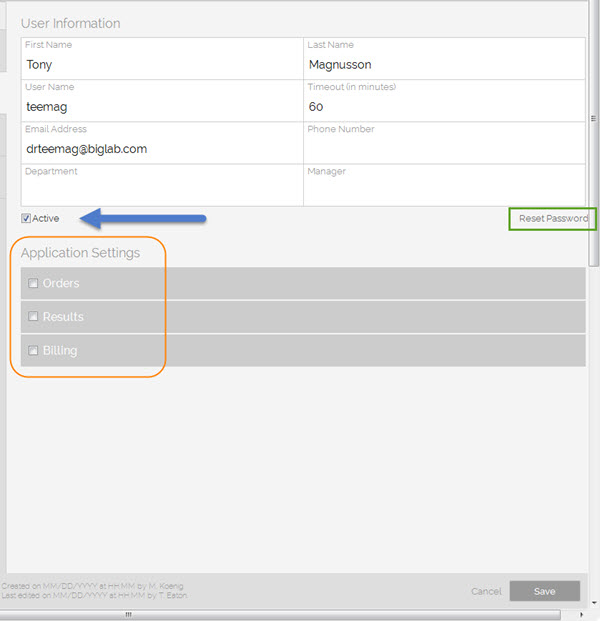 User Information
First Name Last Name
Tony Magnusson
User Name Timeout (in minutes)
teemag 60
Email Address Phone Number
drteemag@biglab.com
Department Manager
Active Reset Password
Application Settings
Orders
Results
Billing
Created on MM/DD/YYYY at HH:MM by M. Koenig
Last edited on MM/DD/YYYY at HH:MM by T. Eaton
Cancel Save